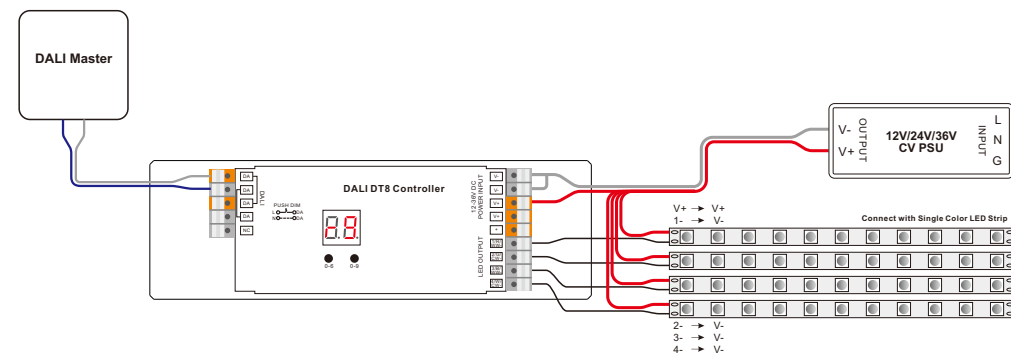 DALI Master
DALI DT8 Controller
DA
DA
DA
DA
NC
DALI
PUSH DIM
L DA
N DA
8.8.
0-6
0-9
12-36V DC
POWER INPUT
V-
V-
V+
V+
+
LED OUTPUT
V-
V+
OUTPUT
12V/24V/36V
CV PSU
INPUT
L
N
G
V+ → V+
1- → V-
Connect with Single Color LED Strip
2- → V-
3- → V-
4- → V-